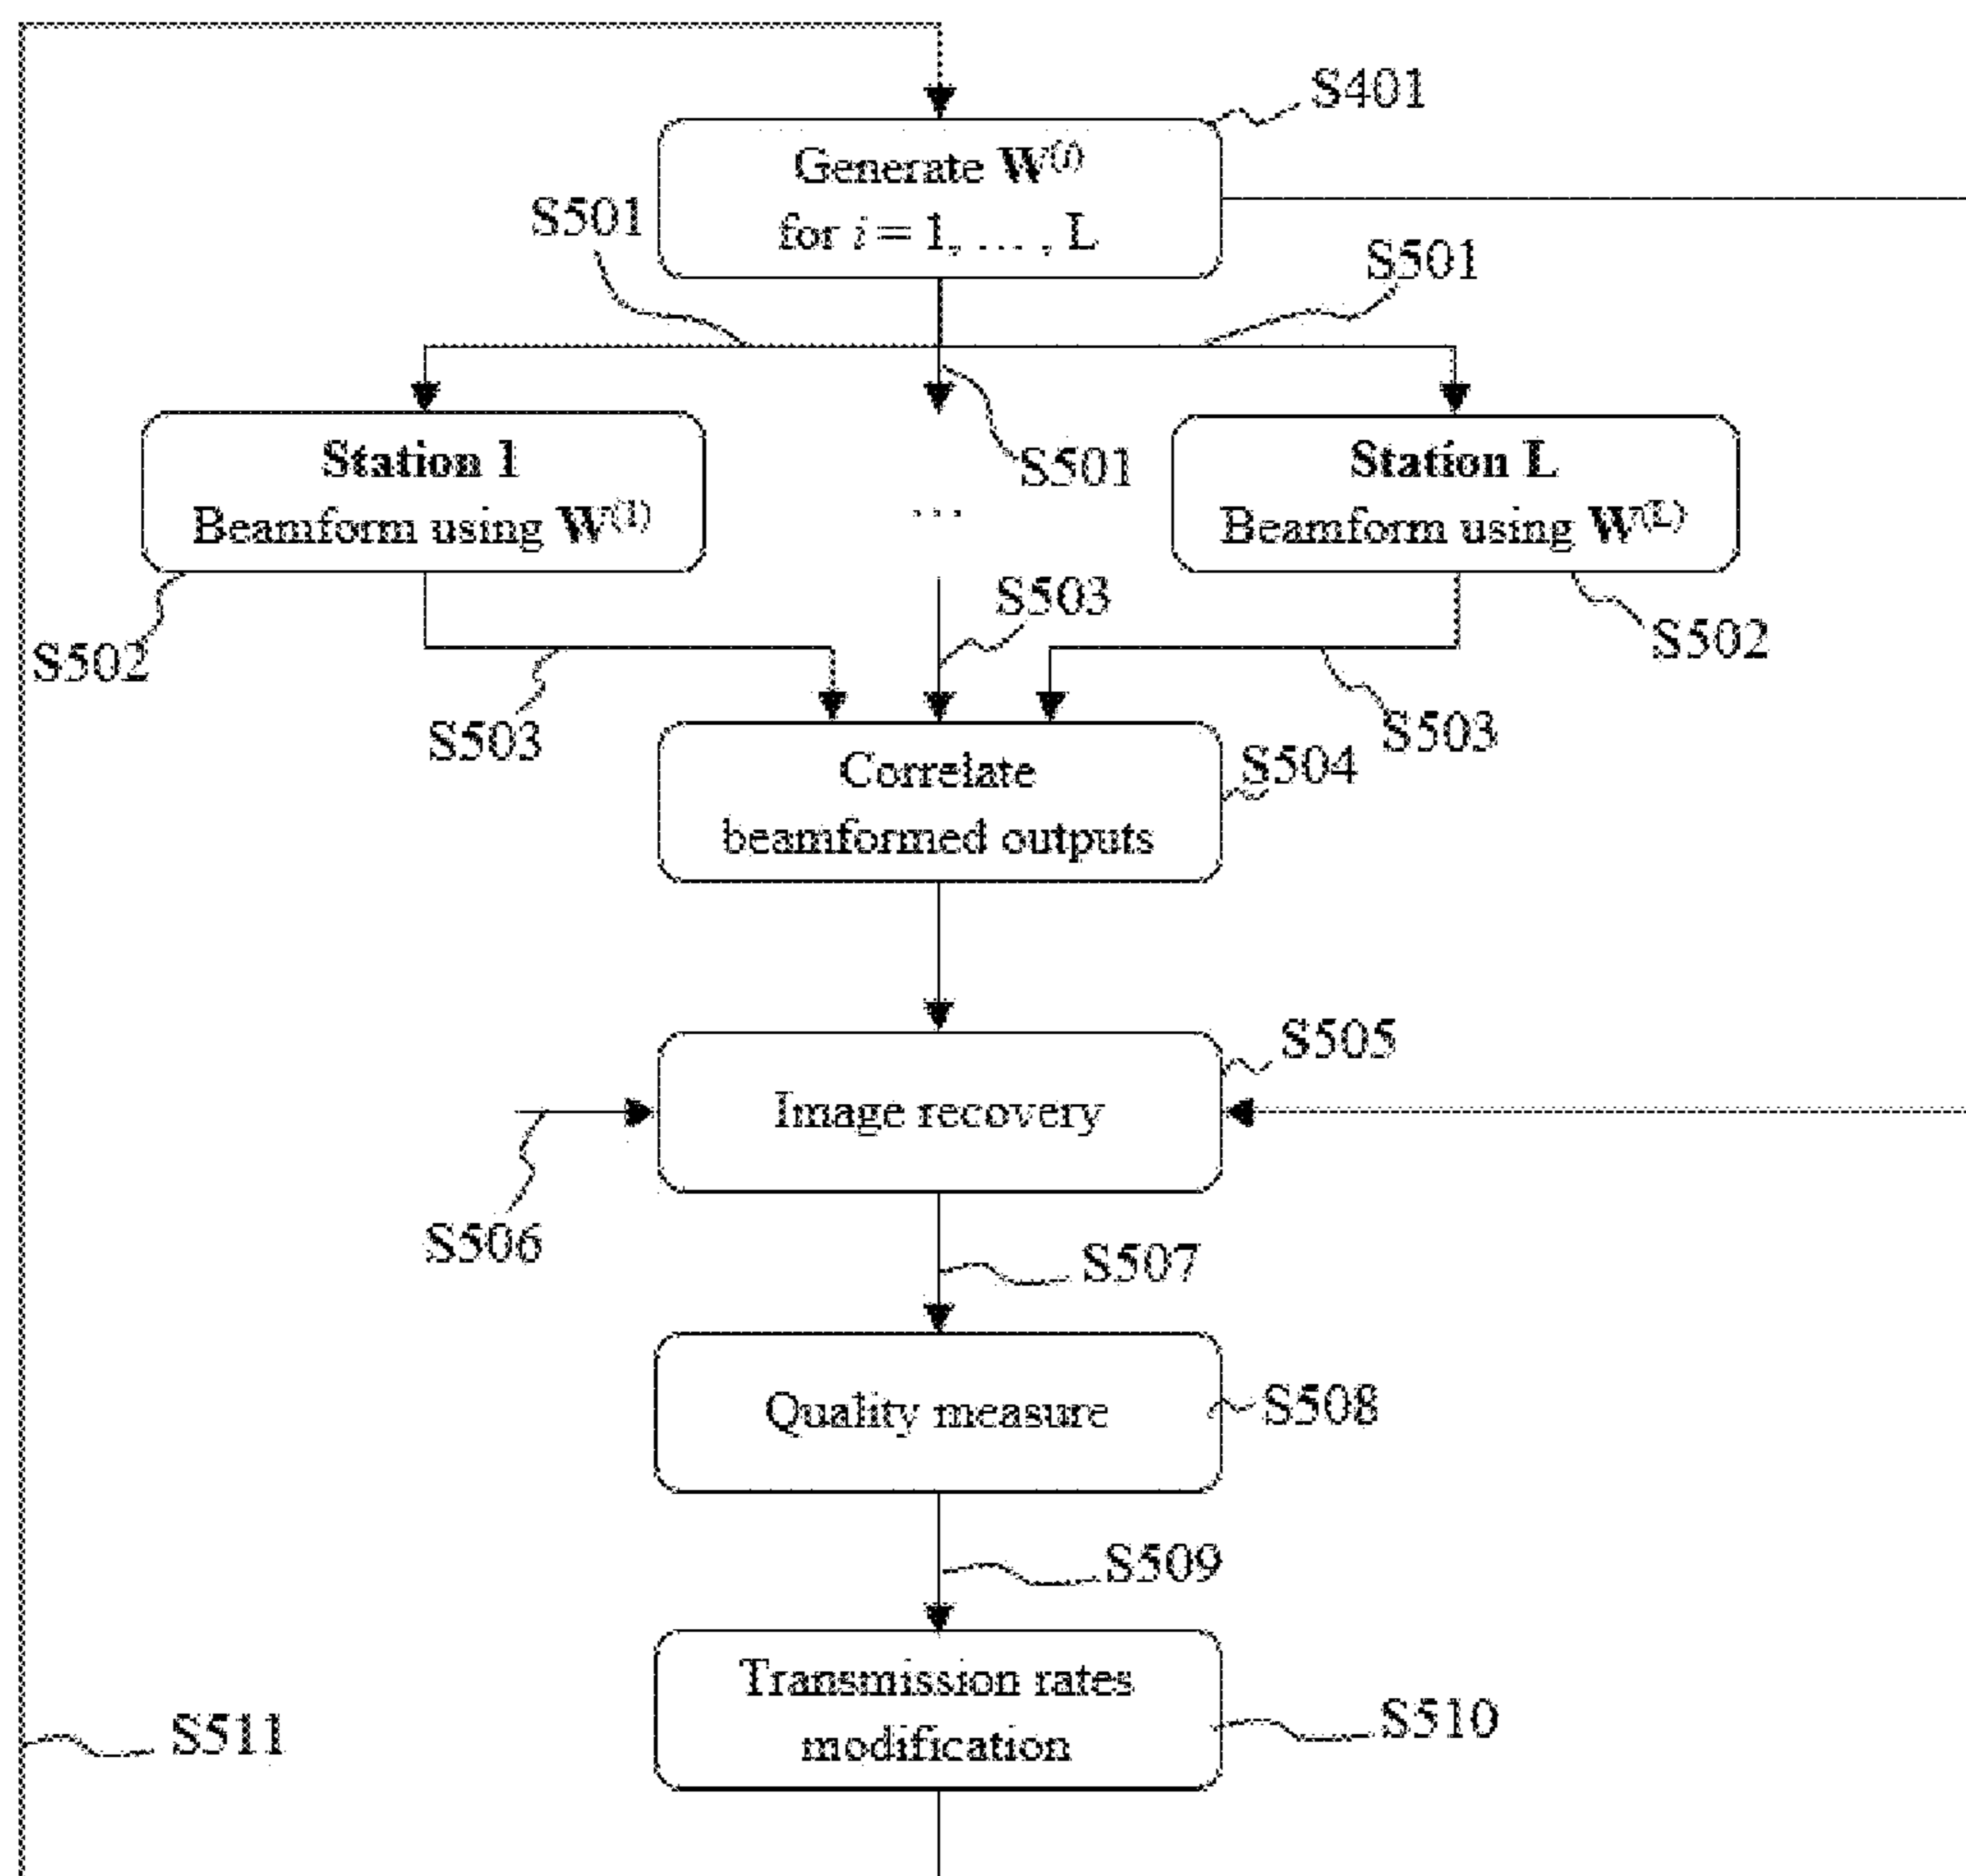 S401
Generate W(i)
for i = 1, … , L
S501
S501
S501
Station 1
Beamform using W(1)
…
Station L
Beamform using W(L)
S502
S503
S502
S503
S503
Correlate
beamformed outputs
S504
S505
Image recovery
S506
S507
Quality measure
S508
S509
Transmission rates
modification
S510
S511